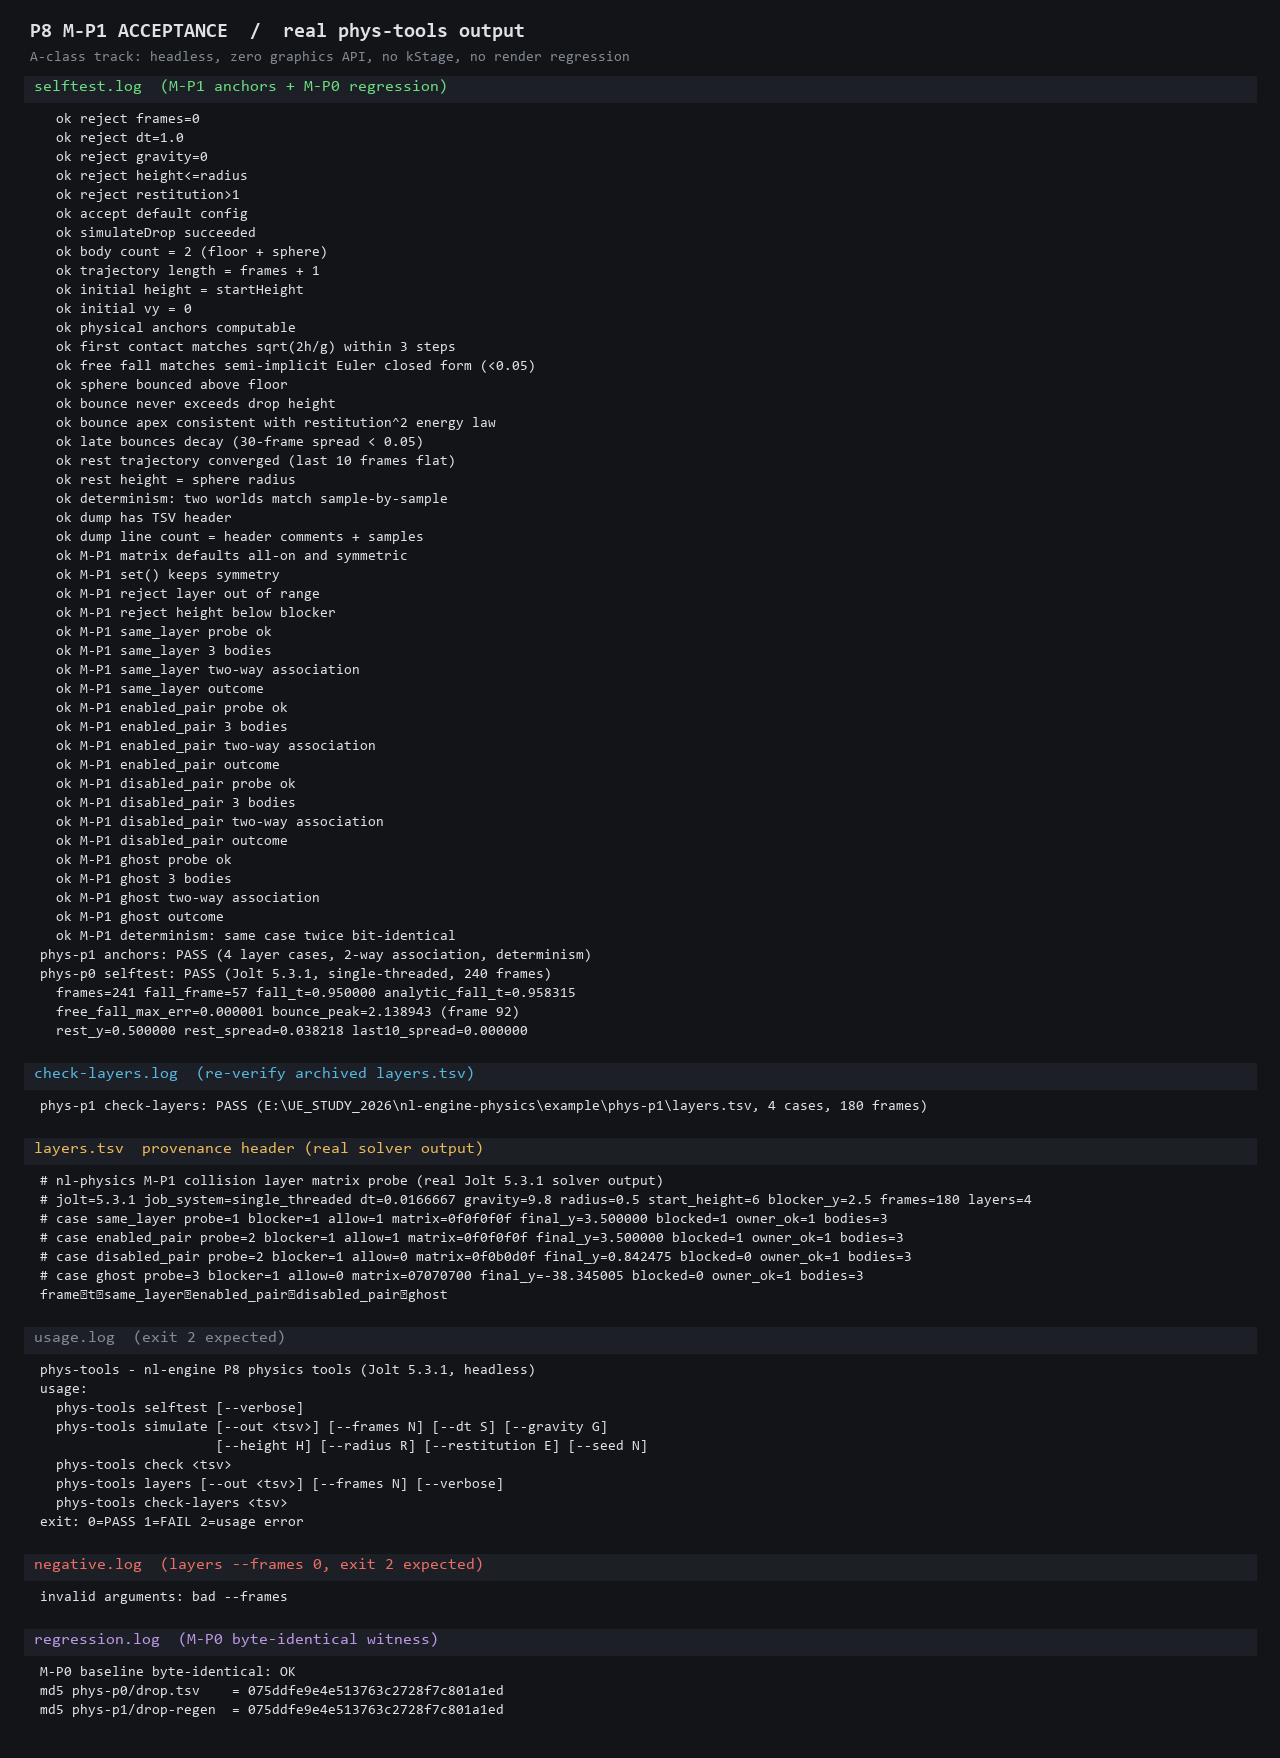 P8 M-P1 ACCEPTANCE  /  real phys-tools output
A-class track: headless, zero graphics API, no kStage, no render regression
selftest.log  (M-P1 anchors + M-P0 regression)
ok reject frames=0
ok reject dt=1.0
ok reject gravity=0
ok reject height<=radius
ok reject restitution>1
ok accept default config
ok simulateDrop succeeded
ok body count = 2 (floor + sphere)
ok trajectory length = frames + 1
ok initial height = startHeight
ok initial vy = 0
ok physical anchors computable
ok first contact matches sqrt(2h/g) within 3 steps
ok free fall matches semi-implicit Euler closed form (<0.05)
ok sphere bounced above floor
ok bounce never exceeds drop height
ok bounce apex consistent with restitution^2 energy law
ok late bounces decay (30-frame spread < 0.05)
ok rest trajectory converged (last 10 frames flat)
ok rest height = sphere radius
ok determinism: two worlds match sample-by-sample
ok dump has TSV header
ok dump line count = header comments + samples
ok M-P1 matrix defaults all-on and symmetric
ok M-P1 set() keeps symmetry
ok M-P1 reject layer out of range
ok M-P1 reject height below blocker
ok M-P1 same_layer probe ok
ok M-P1 same_layer 3 bodies
ok M-P1 same_layer two-way association
ok M-P1 same_layer outcome
ok M-P1 enabled_pair probe ok
ok M-P1 enabled_pair 3 bodies
ok M-P1 enabled_pair two-way association
ok M-P1 enabled_pair outcome
ok M-P1 disabled_pair probe ok
ok M-P1 disabled_pair 3 bodies
ok M-P1 disabled_pair two-way association
ok M-P1 disabled_pair outcome
ok M-P1 ghost probe ok
ok M-P1 ghost 3 bodies
ok M-P1 ghost two-way association
ok M-P1 ghost outcome
ok M-P1 determinism: same case twice bit-identical
phys-p1 anchors: PASS (4 layer cases, 2-way association, determinism)
phys-p0 selftest: PASS (Jolt 5.3.1, single-threaded, 240 frames)
frames=241 fall_frame=57 fall_t=0.950000 analytic_fall_t=0.958315
free_fall_max_err=0.000001 bounce_peak=2.138943 (frame 92)
rest_y=0.500000 rest_spread=0.038218 last10_spread=0.000000
check-layers.log  (re-verify archived layers.tsv)
phys-p1 check-layers: PASS (E:\UE_STUDY_2026\nl-engine-physics\example\phys-p1\layers.tsv, 4 cases, 180 frames)
layers.tsv  provenance header (real solver output)
# nl-physics M-P1 collision layer matrix probe (real Jolt 5.3.1 solver output)
# jolt=5.3.1 job_system=single_threaded dt=0.0166667 gravity=9.8 radius=0.5 start_height=6 blocker_y=2.5 frames=180 layers=4
# case same_layer probe=1 blocker=1 allow=1 matrix=0f0f0f0f final_y=3.500000 blocked=1 owner_ok=1 bodies=3
# case enabled_pair probe=2 blocker=1 allow=1 matrix=0f0f0f0f final_y=3.500000 blocked=1 owner_ok=1 bodies=3
# case disabled_pair probe=2 blocker=1 allow=0 matrix=0f0b0d0f final_y=0.842475 blocked=0 owner_ok=1 bodies=3
# case ghost probe=3 blocker=1 allow=0 matrix=07070700 final_y=-38.345005 blocked=0 owner_ok=1 bodies=3
frame▯t▯same_layer▯enabled_pair▯disabled_pair▯ghost
usage.log  (exit 2 expected)
phys-tools - nl-engine P8 physics tools (Jolt 5.3.1, headless)
usage:
phys-tools selftest [--verbose]
phys-tools simulate [--out <tsv>] [--frames N] [--dt S] [--gravity G]
[--height H] [--radius R] [--restitution E] [--seed N]
phys-tools check <tsv>
phys-tools layers [--out <tsv>] [--frames N] [--verbose]
phys-tools check-layers <tsv>
exit: 0=PASS 1=FAIL 2=usage error
negative.log  (layers --frames 0, exit 2 expected)
invalid arguments: bad --frames
regression.log  (M-P0 byte-identical witness)
M-P0 baseline byte-identical: OK
md5 phys-p0/drop.tsv    = 075ddfe9e4e513763c2728f7c801a1ed
md5 phys-p1/drop-regen  = 075ddfe9e4e513763c2728f7c801a1ed